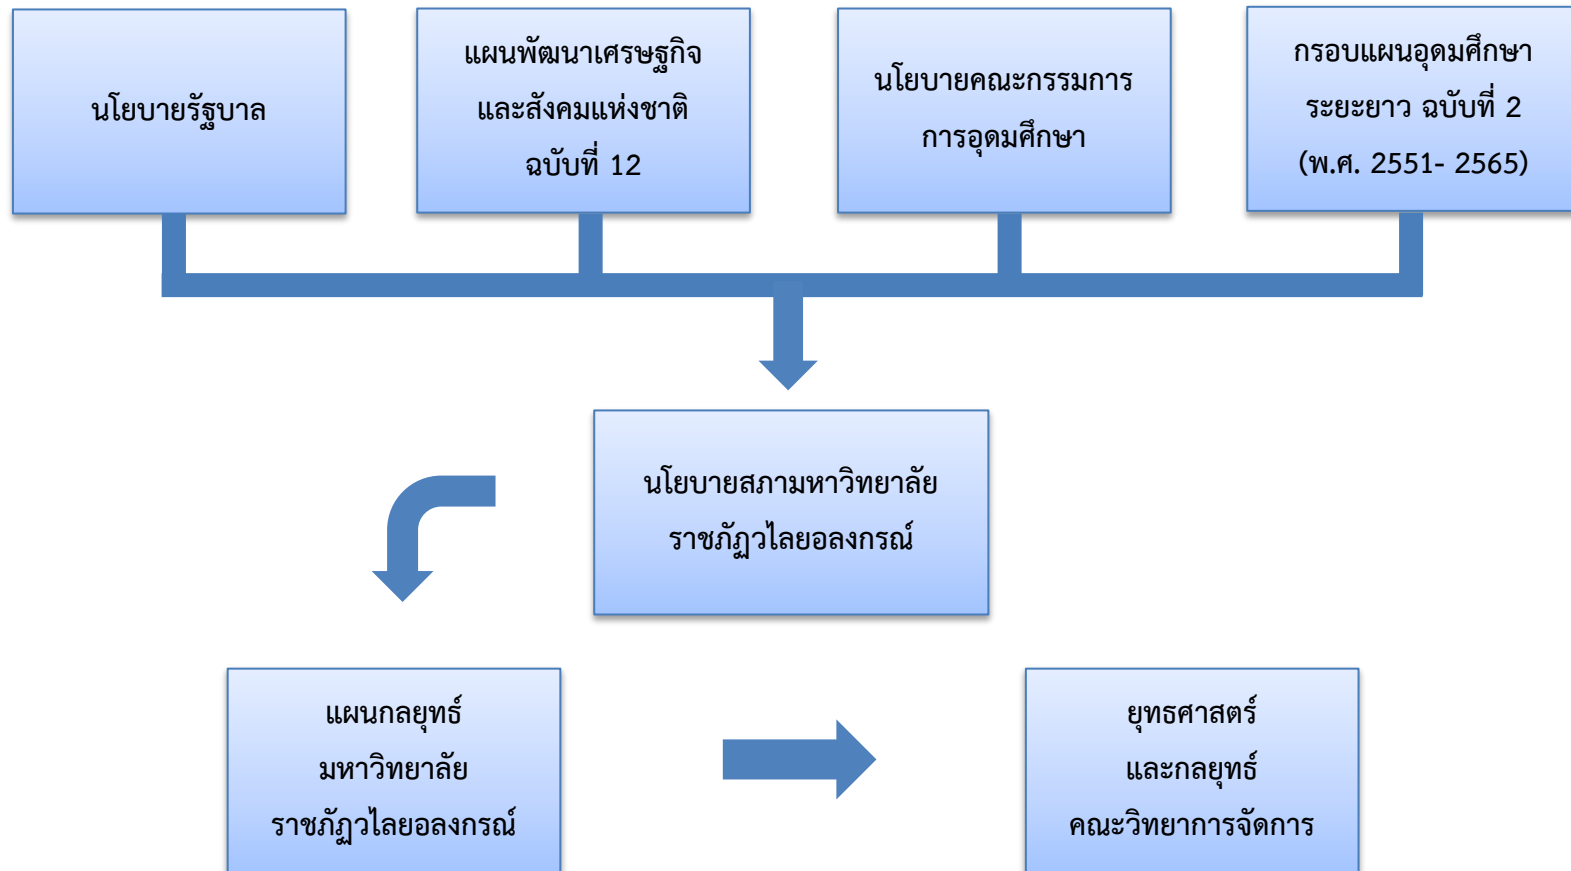 นโยบายรัฐบาล
แผนพัฒนาเศรษฐกิจ
และสังคมแห่งชาติ
ฉบับที่ 12
นโยบายคณะกรรมการ
การอุดมศึกษา
กรอบแผนอุดมศึกษา
ระยะยาว ฉบับที่ 2
(พ.ศ. 2551- 2565)
นโยบายสภามหาวิทยาลัย
ราชภัฏวไลยอลงกรณ์
แผนกลยุทธ์
มหาวิทยาลัย
ราชภัฏวไลยอลงกรณ์
ยุทธศาสตร์
และกลยุทธ์
คณะวิทยาการจัดการ